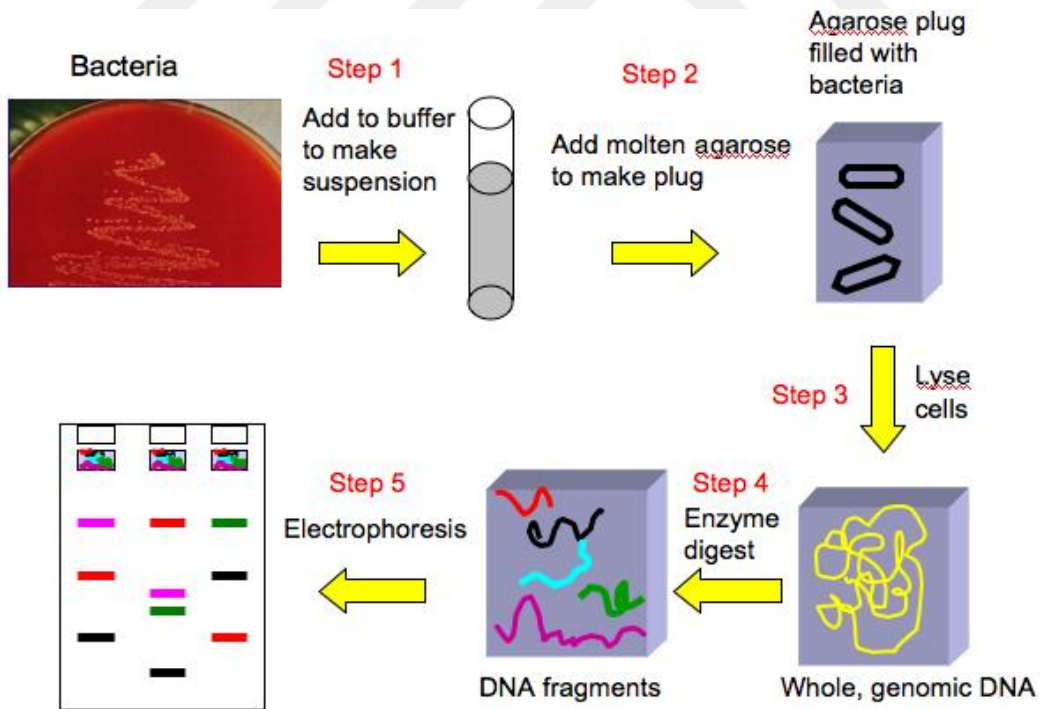 Bacteria
Step 1
Add to buffer
to make
suspension
Step 2
Add molten agarose
to make plug
Agarose plug
filled with
bacteria
Step 3
Lyse
cells
Whole, genomic DNA
Step 4
Enzyme
digest
DNA fragments
Step 5
Electrophoresis